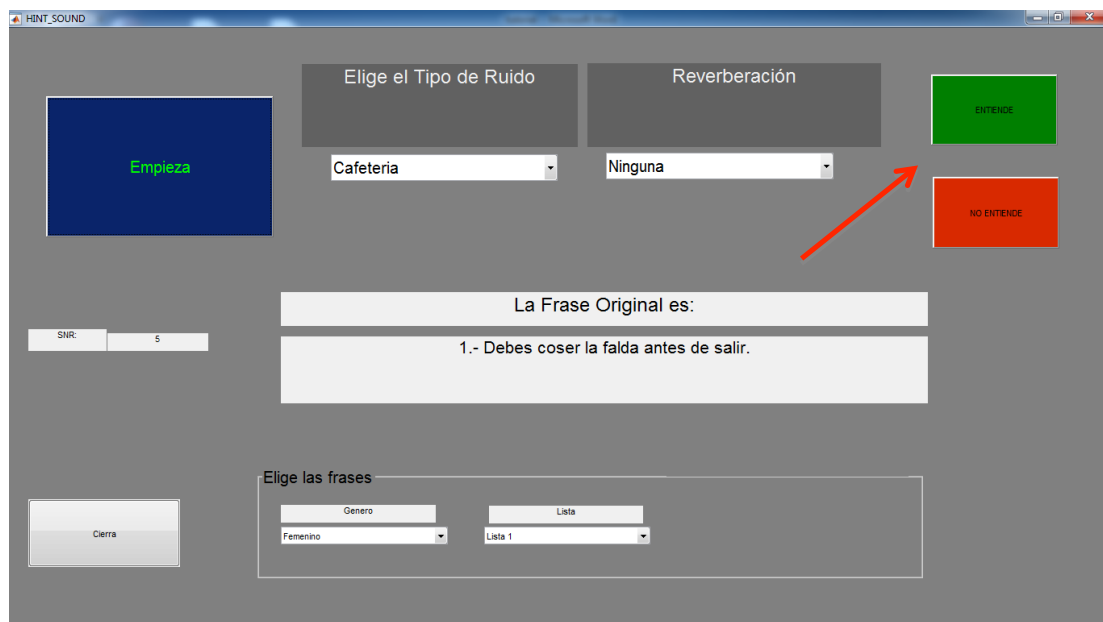 HINT_SOUND
Elige el Tipo de Ruido
Reverberación
ENTIENDE
Empieza
Cafeteria
Ninguna
NO ENTIENDE
La Frase Original es:
SNR:
5
1.- Debes coser la falda antes de salir.
Elige las frases
Genero
Lista
Cierra
Femenino
Lista 1